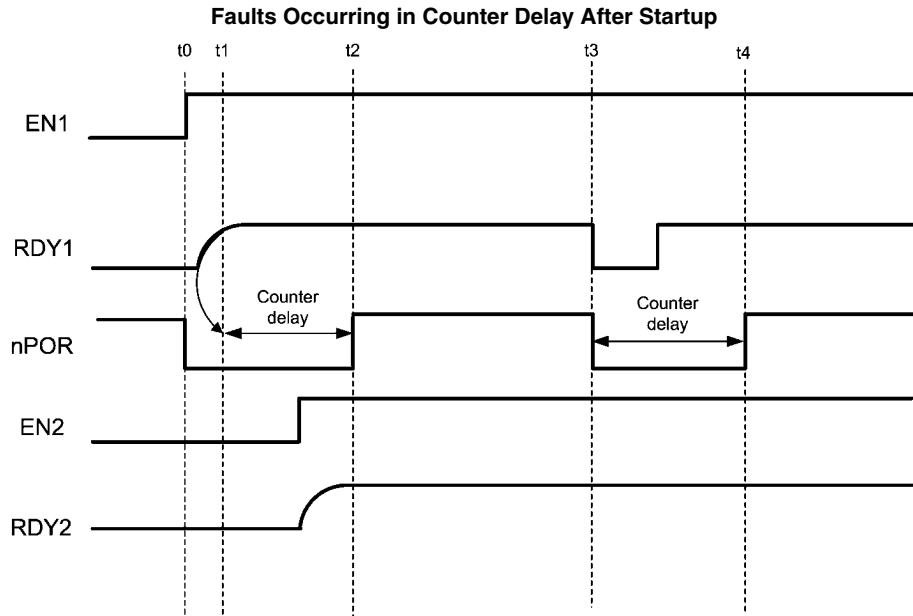 Faults Occurring in Counter Delay After Startup
t0 t1 t2 t3 t4
EN1
RDY1
Counter
delay
Counter
delay
nPOR
EN2
RDY2